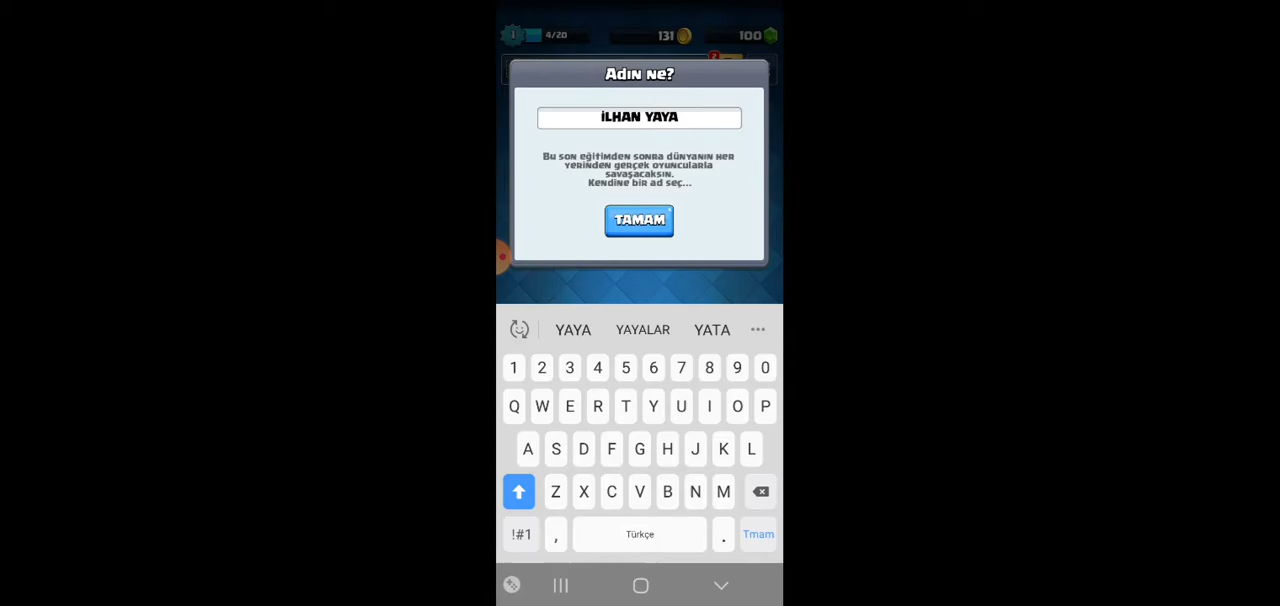 1 4/20 131 100
Adın ne?
İLHAN YAYA
Bu son eğitimden sonra dünyanın her
yerinden gerçek oyuncularla
savaşacaksın.
Kendine bir ad seç...
TAMAM
YAYA YAYALAR YATA
1 2 3 4 5 6 7 8 9 0
Q W E R T Y U I O P
A S D F G H J K L
Z X C V B N M
!#1 , Türkçe . Tmam